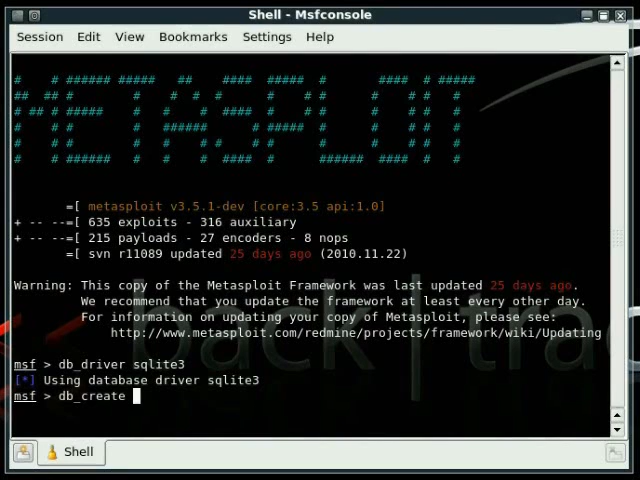 Shell - Msfconsole
Session Edit View Bookmarks Settings Help
METASPLOIT
=[ metasploit v3.5.1-dev [core:3.5 api:1.0]
+ -- --=[ 635 exploits - 316 auxiliary
+ -- --=[ 215 payloads - 27 encoders - 8 nops
=[ svn r11089 updated 25 days ago (2010.11.22)
Warning: This copy of the Metasploit Framework was last updated 25 days ago.
We recommend that you update the framework at least every other day.
For information on updating your copy of Metasploit, please see:
http://www.metasploit.com/redmine/projects/framework/wiki/Updating
msf > db_driver sqlite3
[*] Using database driver sqlite3
msf > db_create
back | trac
Shell